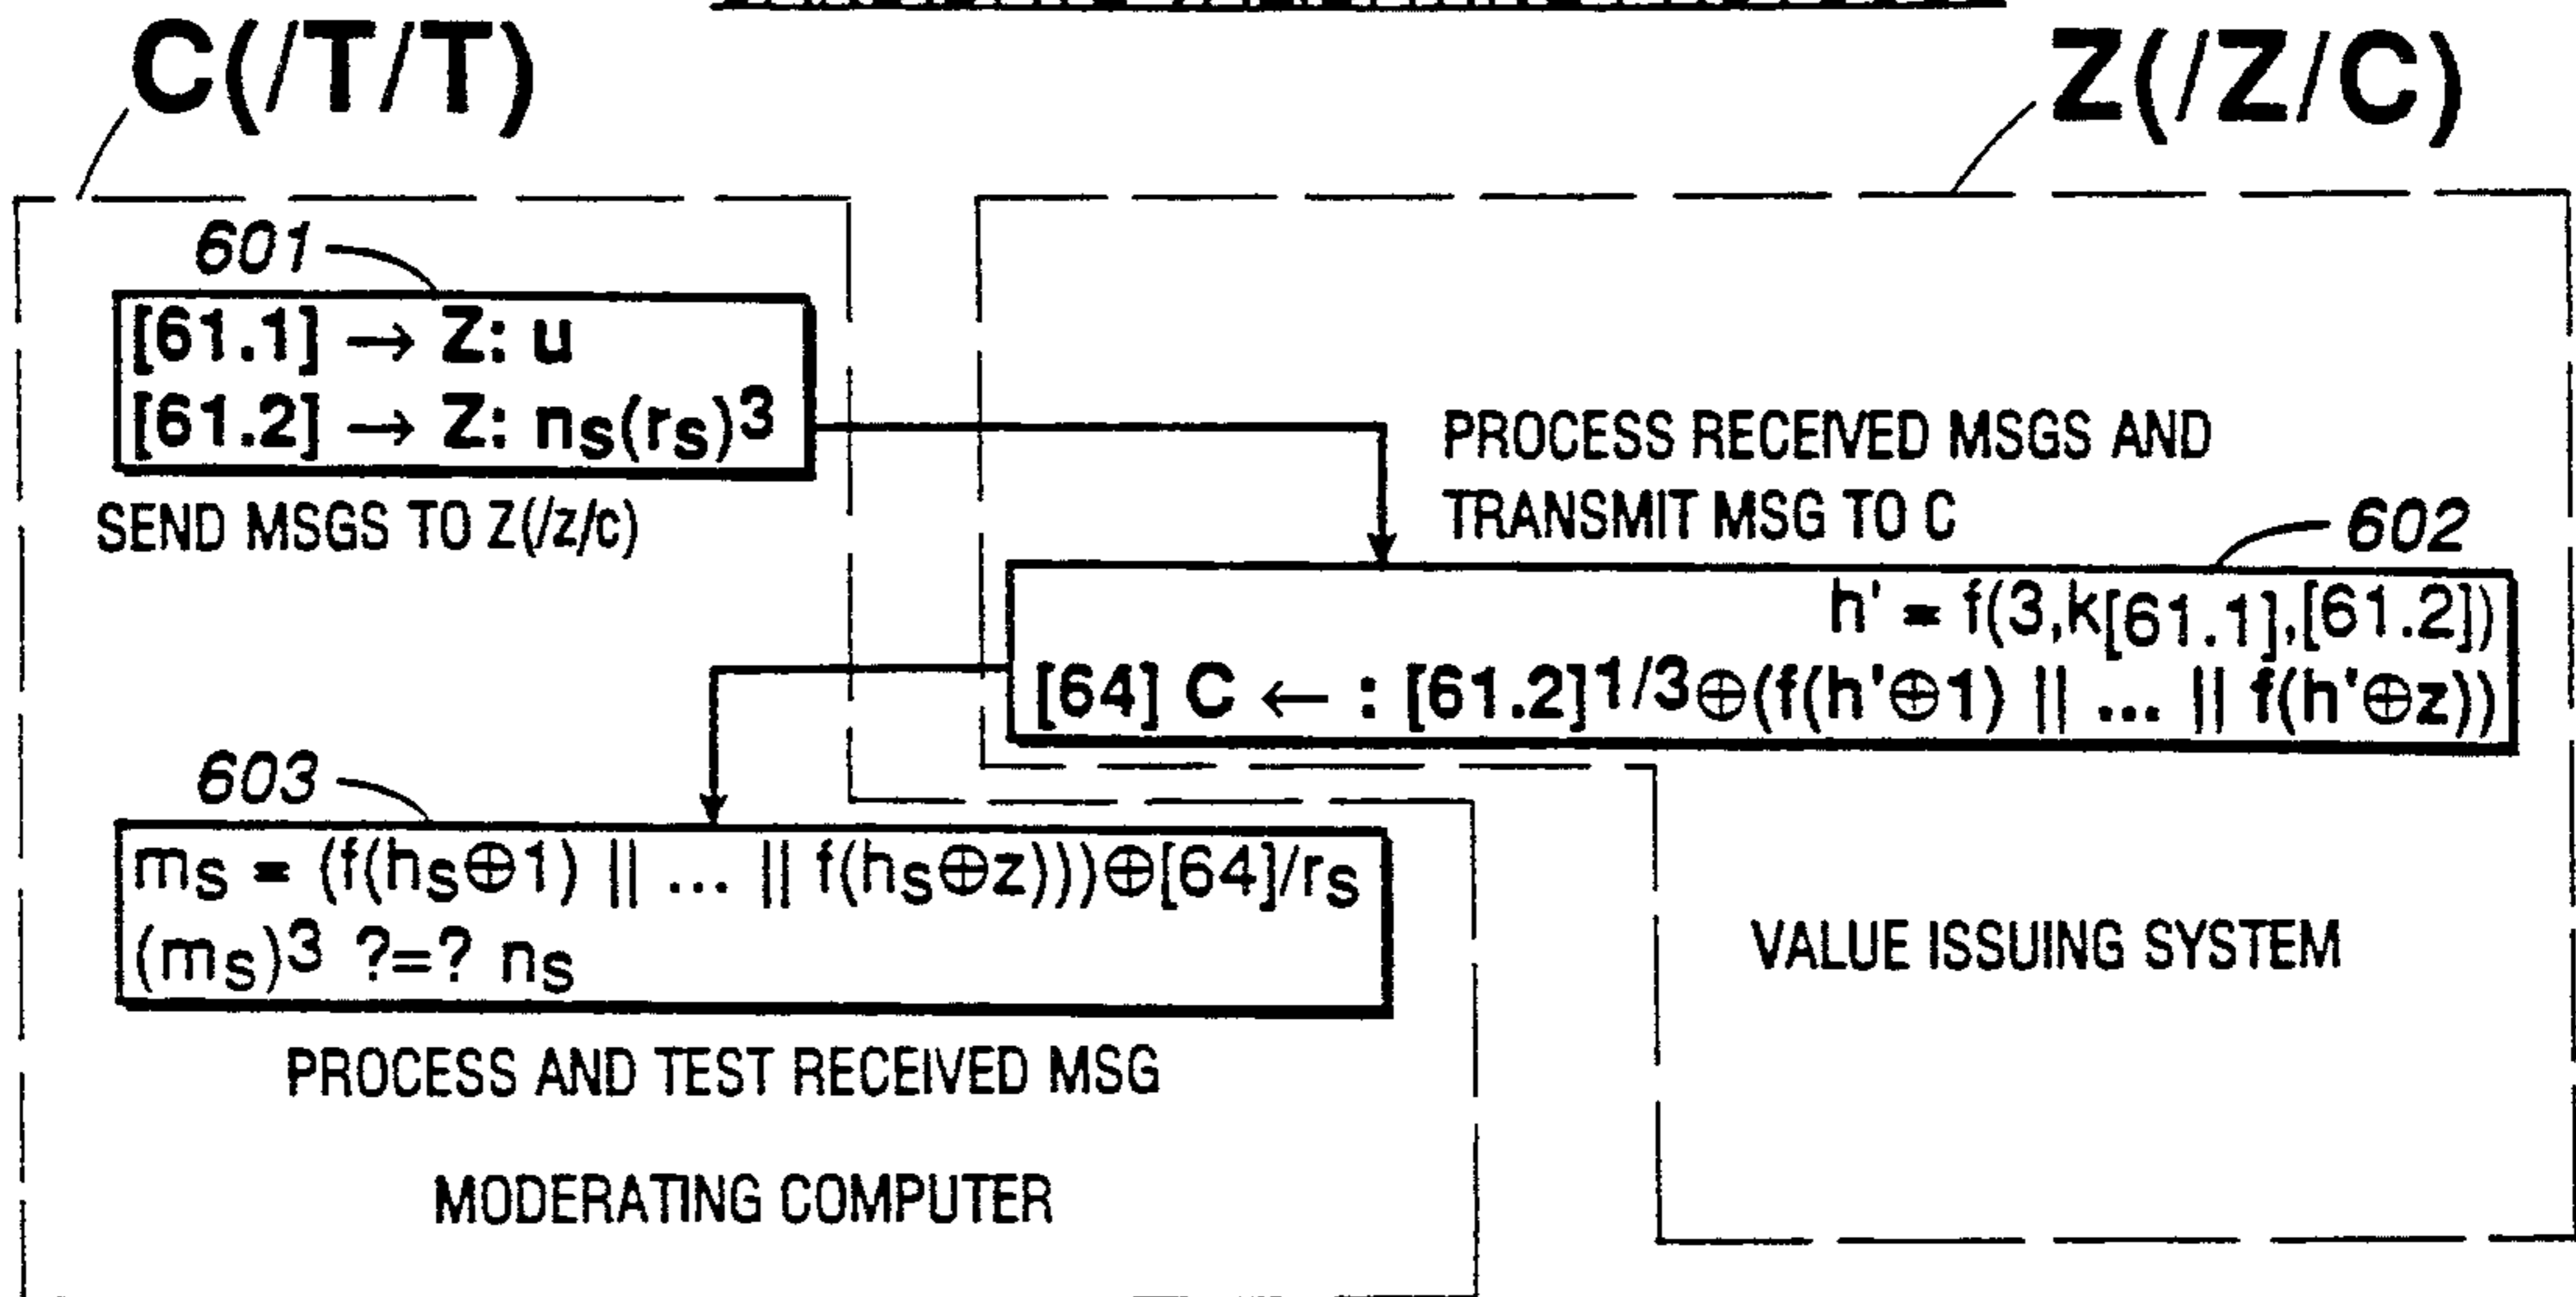 C(/T/T)
Z(/Z/C)
601
[61.1] → Z: u
[61.2] → Z: nₛ(rₛ)³
SEND MSGS TO Z(/z/c)
PROCESS RECEIVED MSGS AND
TRANSMIT MSG TO C
602
h' = f(3,k[61.1],[61.2])
[64] C ← : [61.2]^1/3⊕(f(h'⊕1) || ... || f(h'⊕z))
603
mₛ = (f(hₛ⊕1) || ... || f(hₛ⊕z)))⊕[64]/rₛ
(mₛ)³ ?=? nₛ
PROCESS AND TEST RECEIVED MSG
MODERATING COMPUTER
VALUE ISSUING SYSTEM